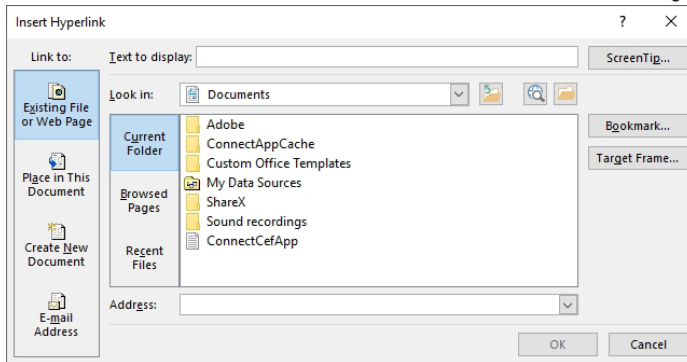 Insert Hyperlink ? X
Link to:
Text to display:
ScreenTip...
Existing File
or Web Page
Place in This
Document
Create New
Document
E-mail
Address
Look in:
Documents
Current
Folder
Browsed
Pages
Recent
Files
Adobe
ConnectAppCache
Custom Office Templates
My Data Sources
ShareX
Sound recordings
ConnectCefApp
Bookmark...
Target Frame...
Address:
OK
Cancel